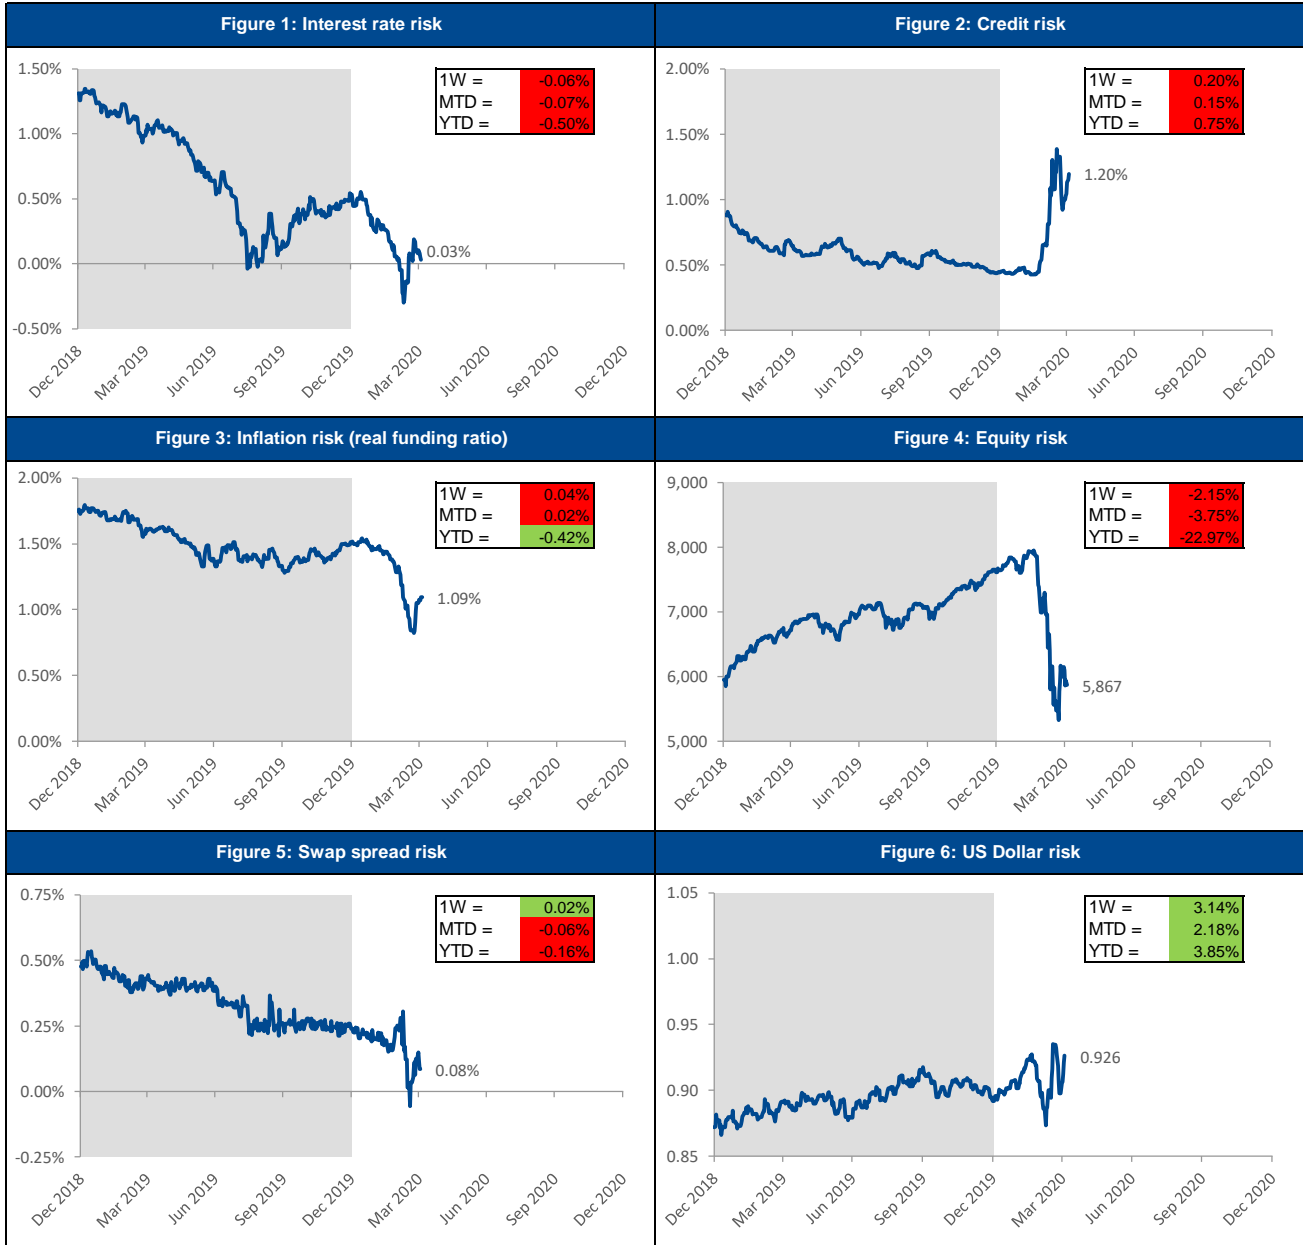 Figure 1: Interest rate risk
1.50%
1.00%
0.50%
0.00%
-0.50%
1W = -0.06%
MTD = -0.07%
YTD = -0.50%
0.03%
Dec 2018 Mar 2019 Jun 2019 Sep 2019 Dec 2019 Mar 2020 Jun 2020 Sep 2020 Dec 2020
Figure 2: Credit risk
2.00%
1.50%
1.00%
0.50%
0.00%
1W = 0.20%
MTD = 0.15%
YTD = 0.75%
1.20%
Dec 2018 Mar 2019 Jun 2019 Sep 2019 Dec 2019 Mar 2020 Jun 2020 Sep 2020 Dec 2020
Figure 3: Inflation risk (real funding ratio)
2.00%
1.50%
1.00%
0.50%
0.00%
1W = 0.04%
MTD = 0.02%
YTD = -0.42%
1.09%
Dec 2018 Mar 2019 Jun 2019 Sep 2019 Dec 2019 Mar 2020 Jun 2020 Sep 2020 Dec 2020
Figure 4: Equity risk
9,000
8,000
7,000
6,000
5,000
1W = -2.15%
MTD = -3.75%
YTD = -22.97%
5,867
Dec 2018 Mar 2019 Jun 2019 Sep 2019 Dec 2019 Mar 2020 Jun 2020 Sep 2020 Dec 2020
Figure 5: Swap spread risk
0.75%
0.50%
0.25%
0.00%
-0.25%
1W = 0.02%
MTD = -0.06%
YTD = -0.16%
0.08%
Dec 2018 Mar 2019 Jun 2019 Sep 2019 Dec 2019 Mar 2020 Jun 2020 Sep 2020 Dec 2020
Figure 6: US Dollar risk
1.05
1.00
0.95
0.90
0.85
1W = 3.14%
MTD = 2.18%
YTD = 3.85%
0.926
Dec 2018 Mar 2019 Jun 2019 Sep 2019 Dec 2019 Mar 2020 Jun 2020 Sep 2020 Dec 2020